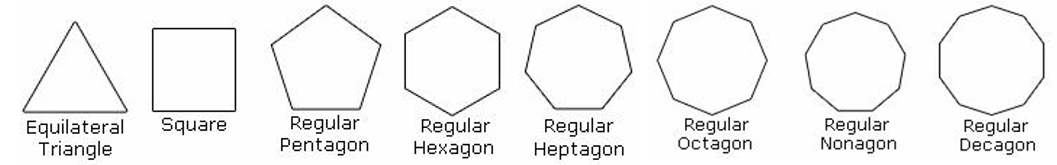 Equilateral
Triangle
Square
Regular
Pentagon
Regular
Hexagon
Regular
Heptagon
Regular
Octagon
Regular
Nonagon
Regular
Decagon